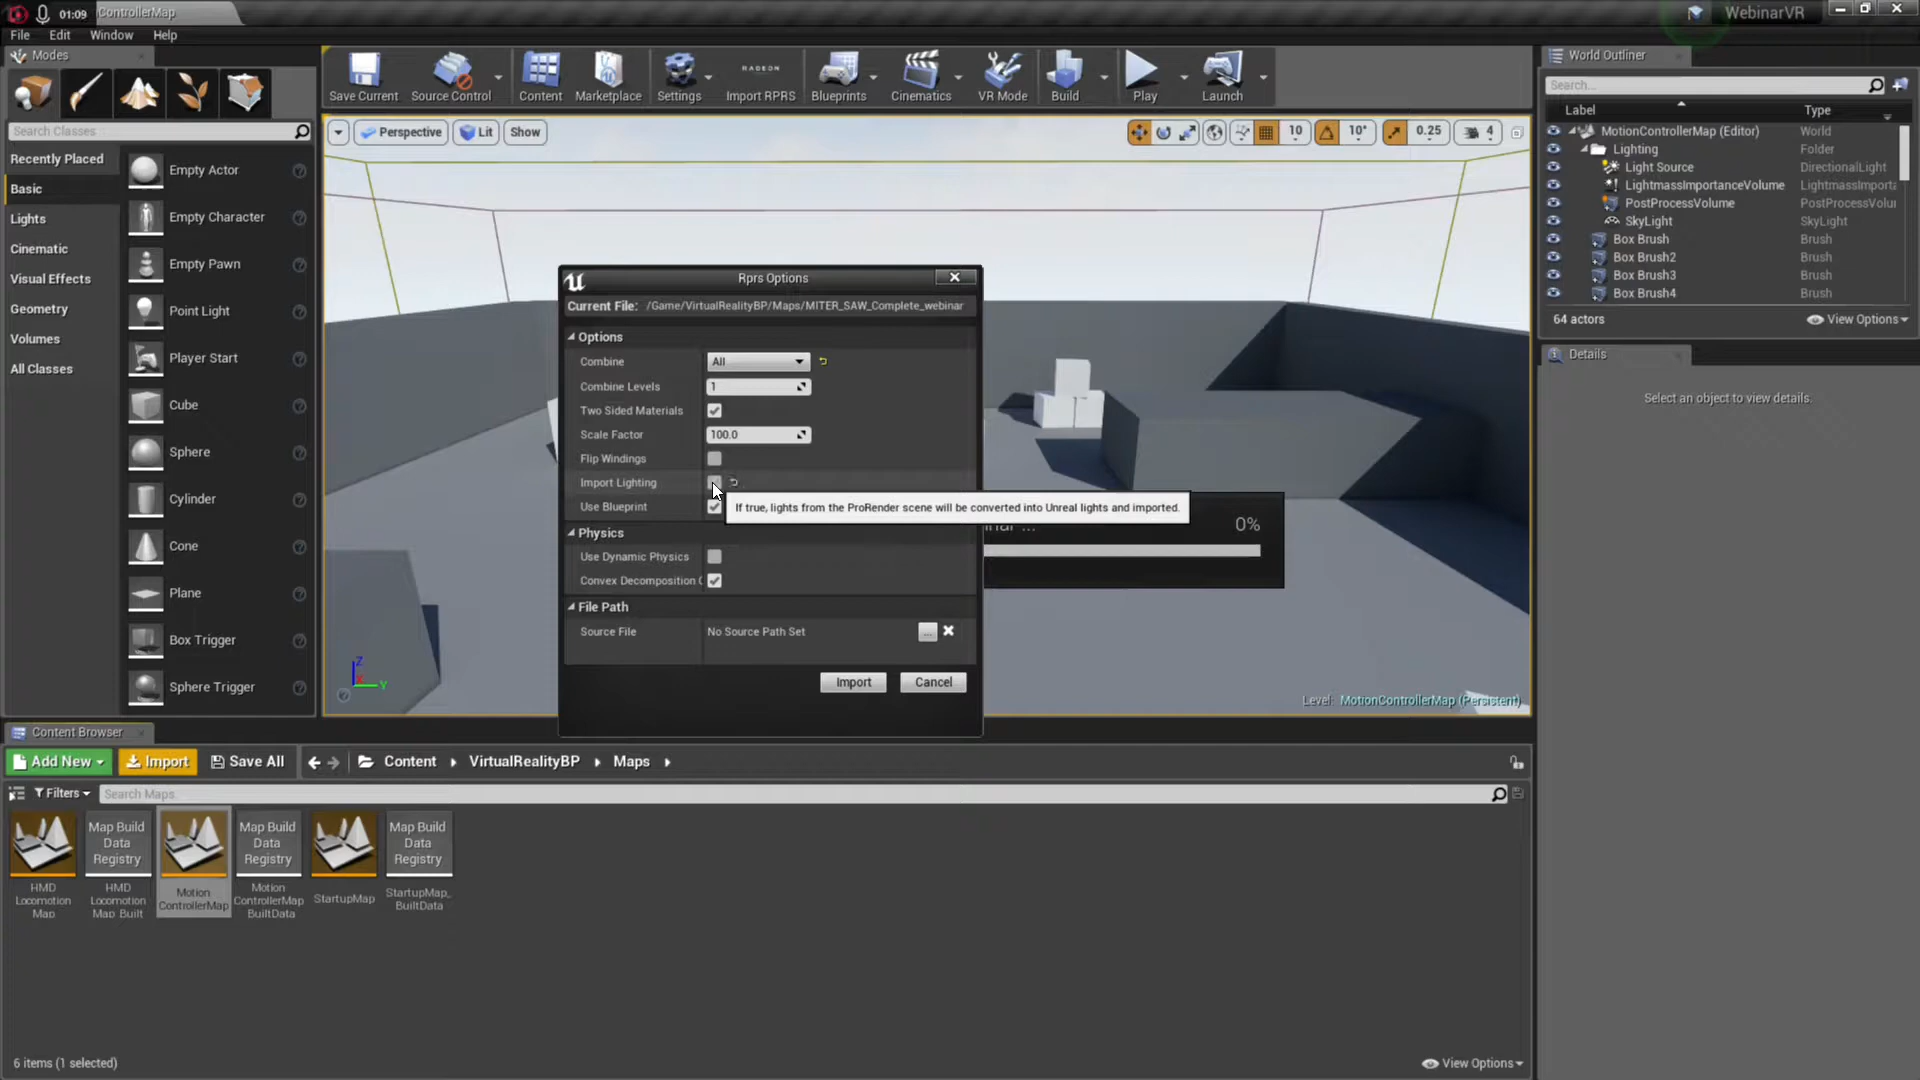 01:09
ControllerMap
WebinarVR
File Edit Window Help
Modes
Save Current
Source Control
Content
Marketplace
Settings
RADEON
Import RPRS
Blueprints
Cinematics
VR Mode
Build
Play
Launch
Search Classes
Recently Placed
Basic
Lights
Cinematic
Visual Effects
Geometry
Volumes
All Classes
Empty Actor
Empty Character
Empty Pawn
Point Light
Player Start
Cube
Sphere
Cylinder
Cone
Plane
Box Trigger
Sphere Trigger
Perspective
Lit
Show
10
10°
0.25
4
Rprs Options
Current File: /Game/VirtualRealityBP/Maps/MITER_SAW_Complete_webinar
Options
Combine All
Combine Levels 1
Two Sided Materials
Scale Factor 100.0
Flip Windings
Import Lighting
Use Blueprint
If true, lights from the ProRender scene will be converted into Unreal lights and imported.
0%
Physics
Use Dynamic Physics
Convex Decomposition
File Path
Source File No Source Path Set ...
Import Cancel
Level: MotionControllerMap (Persistent)
X
Y
Z
World Outliner
Search...
Label Type
MotionControllerMap (Editor) World
Lighting Folder
Light Source DirectionalLight
LightmassImportanceVolume LightmassImporta
PostProcessVolume PostProcessVolu
SkyLight SkyLight
Box Brush Brush
Box Brush2 Brush
Box Brush3 Brush
Box Brush4 Brush
64 actors View Options
Details
Select an object to view details.
Content Browser
Add New Import Save All Content VirtualRealityBP Maps
Filters Search Maps
Map Build Data Registry
Map Build Data Registry
Map Build Data Registry
HMD Locomotion Map
HMD Locomotion Map_Built
Motion ControllerMap
Motion ControllerMap BuiltData
StartupMap
StartupMap_ BuiltData
6 items (1 selected)
View Options